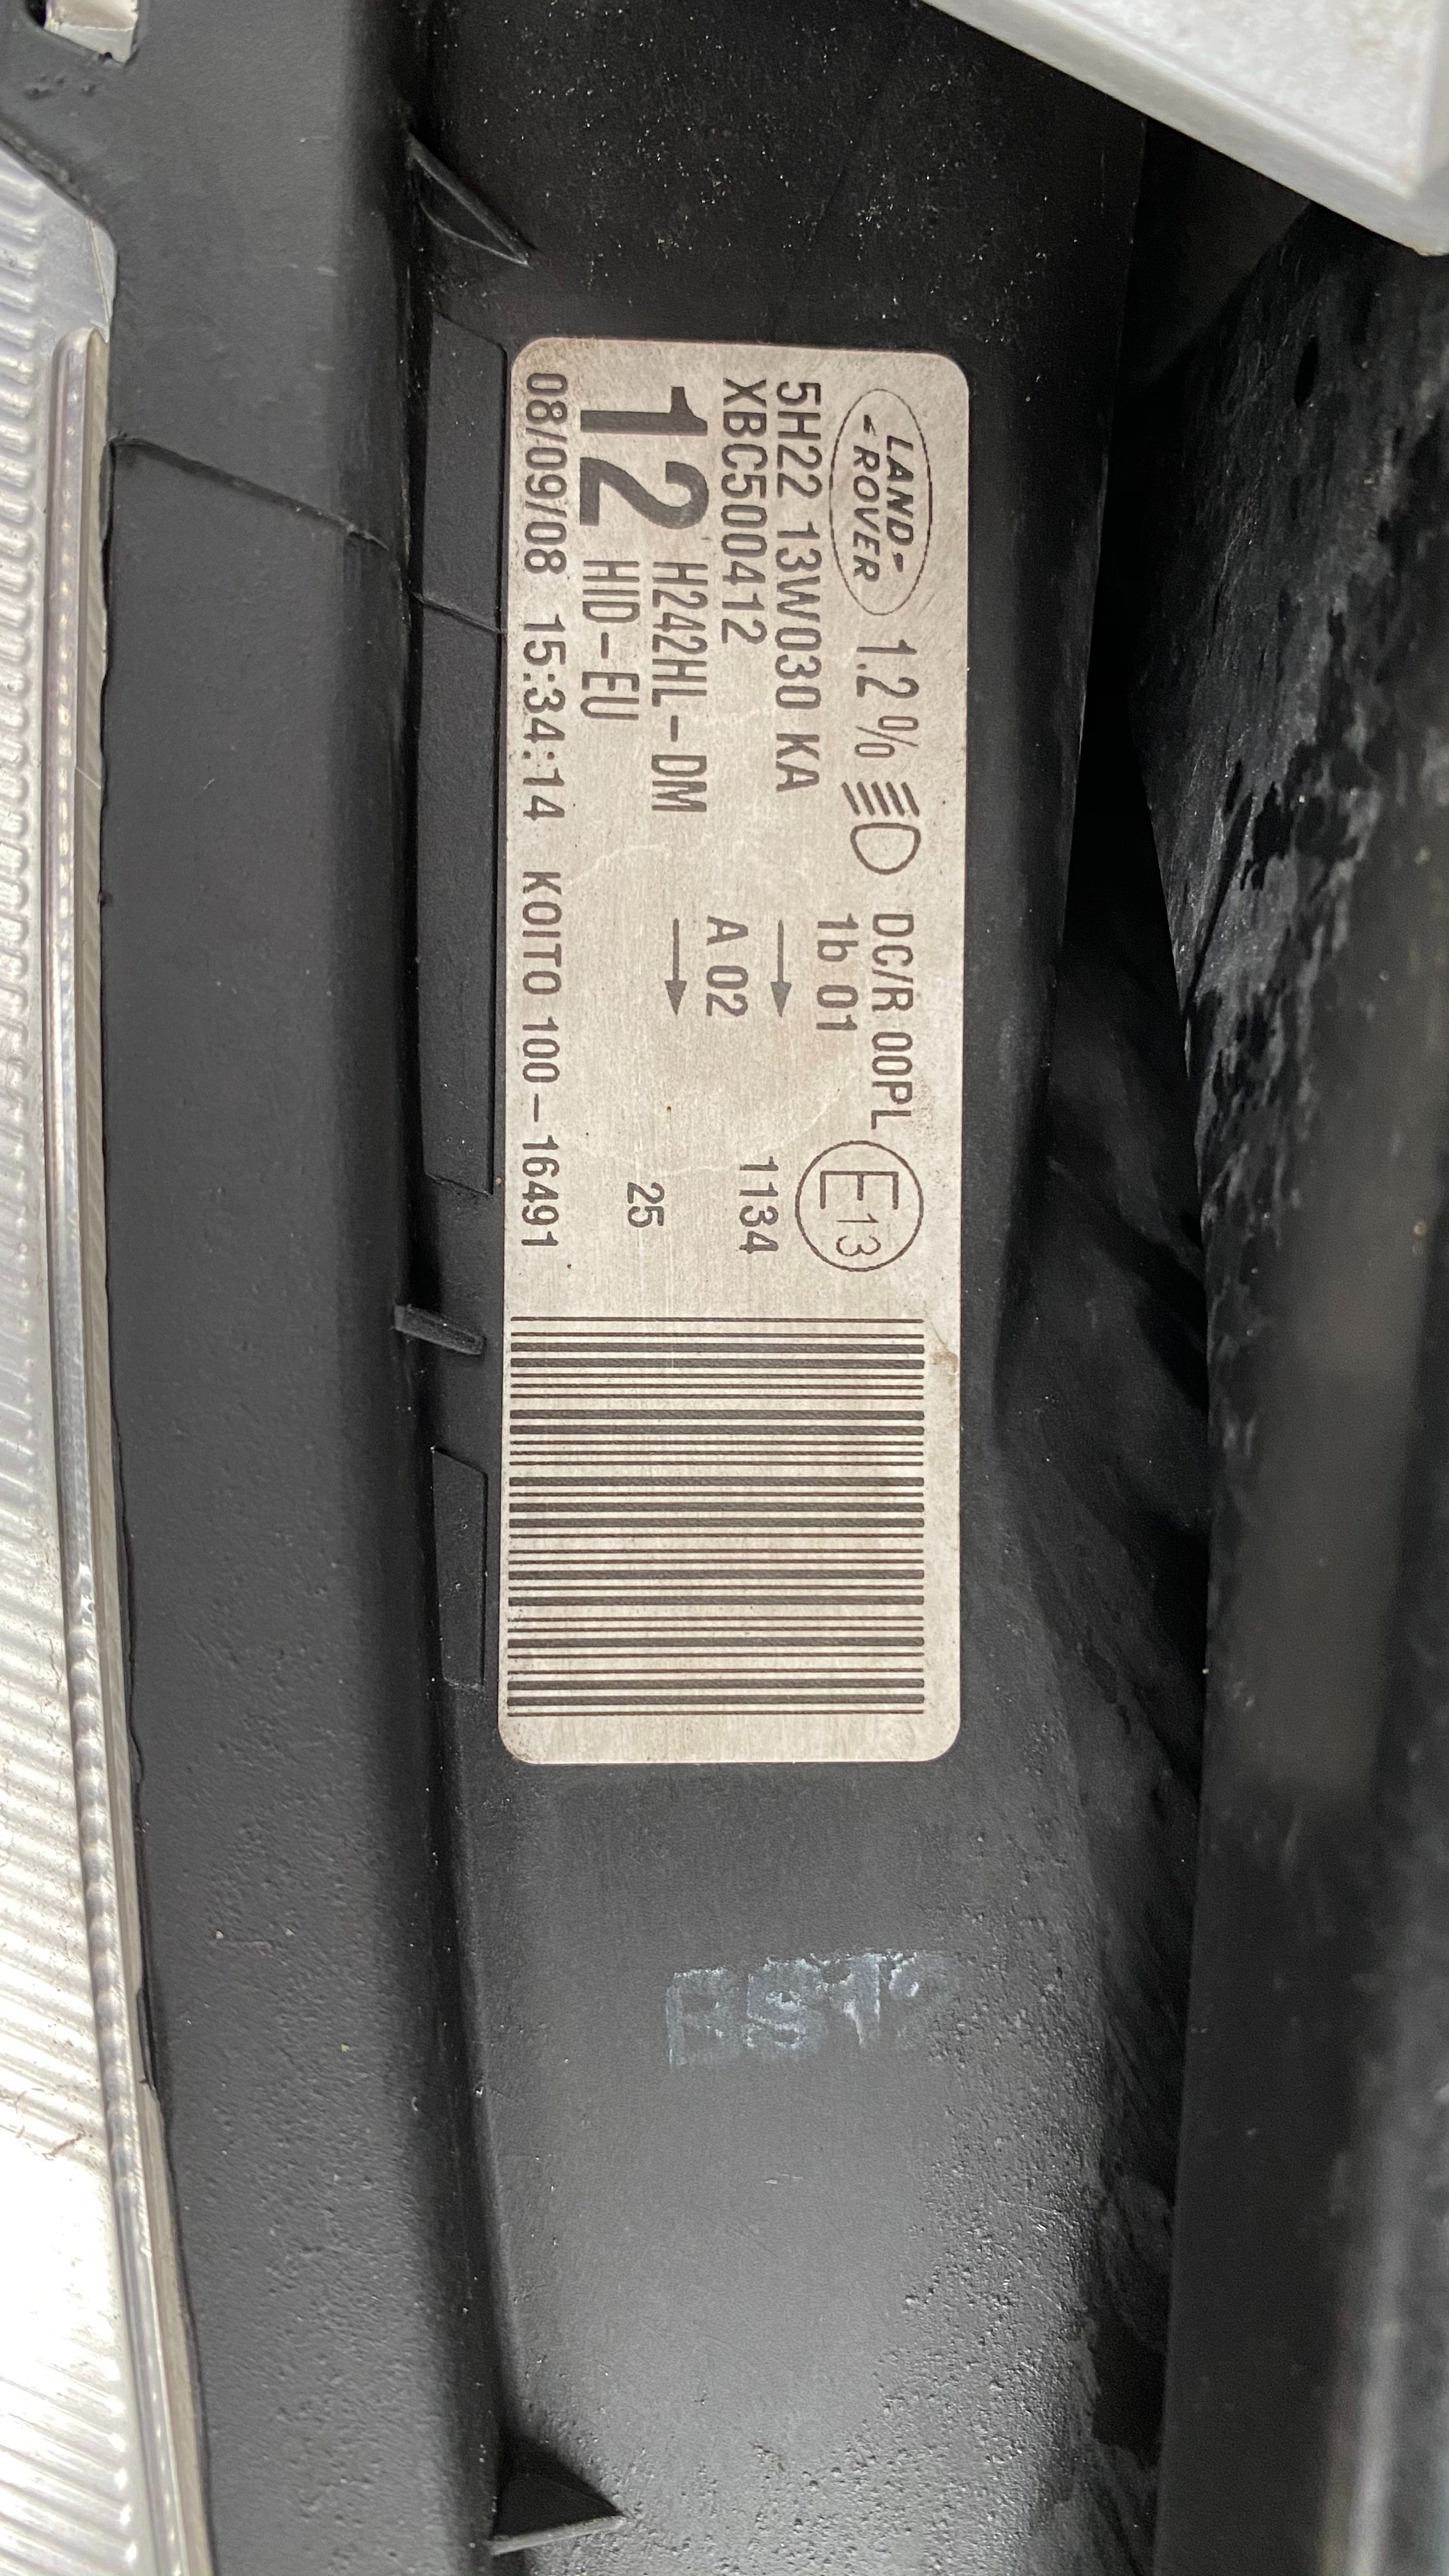 LAND-
-ROVER
1.2 %
DC/R 00PL
E13
5H22 13W030 KA
1b 01
XBC500412
1134
12
H242HL-DM
A 02
HID-EU
25
08/09/08 15:34:14 KOITO 100-16491